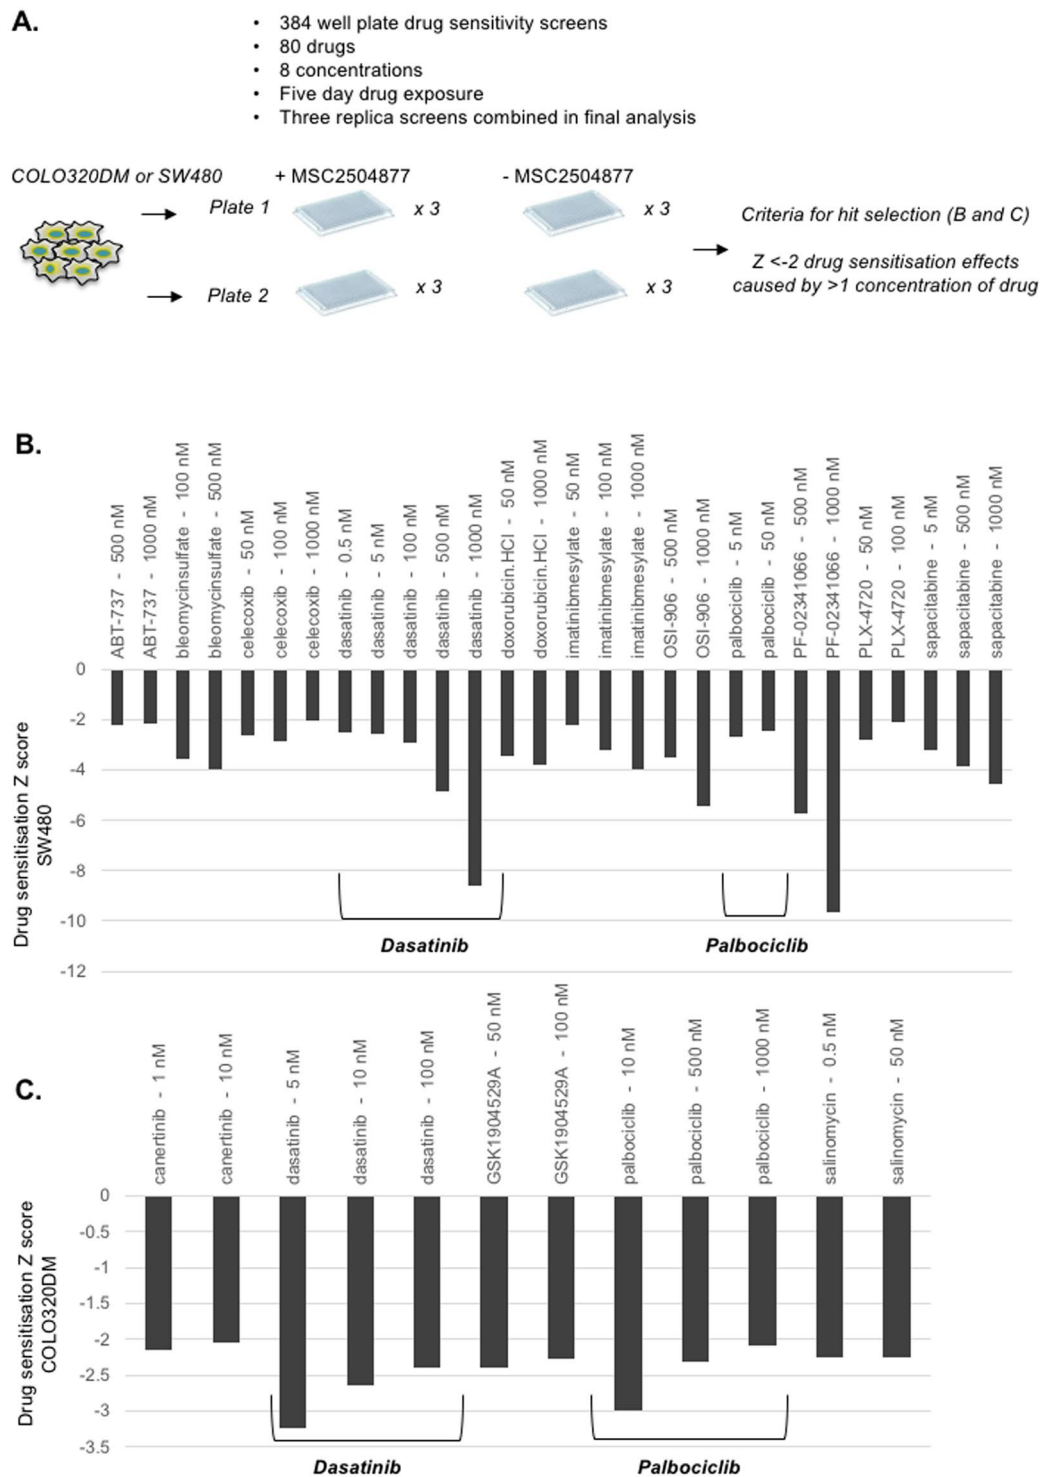 A.
• 384 well plate drug sensitivity screens
• 80 drugs
• 8 concentrations
• Five day drug exposure
• Three replica screens combined in final analysis
COLO320DM or SW480
+ MSC2504877
- MSC2504877
Plate 1
x 3
x 3
Plate 2
x 3
x 3
Criteria for hit selection (B and C)
Z <-2 drug sensitisation effects
caused by >1 concentration of drug
B.
ABT-737 - 500 nM
ABT-737 - 1000 nM
bleomycinsulfate - 100 nM
bleomycinsulfate - 500 nM
celecoxib - 50 nM
celecoxib - 100 nM
celecoxib - 1000 nM
dasatinib - 0.5 nM
dasatinib - 5 nM
dasatinib - 100 nM
dasatinib - 500 nM
dasatinib - 1000 nM
doxorubicin.HCl - 50 nM
doxorubicin.HCl - 1000 nM
imatinibmesylate - 50 nM
imatinibmesylate - 100 nM
imatinibmesylate - 1000 nM
OSI-906 - 500 nM
OSI-906 - 1000 nM
palbociclib - 5 nM
palbociclib - 50 nM
PF-02341066 - 500 nM
PF-02341066 - 1000 nM
PLX-4720 - 50 nM
PLX-4720 - 100 nM
sapacitabine - 5 nM
sapacitabine - 500 nM
sapacitabine - 1000 nM
Drug sensitisation Z score
SW480
0
-2
-4
-6
-8
-10
-12
Dasatinib
Palbociclib
C.
canertinib - 1 nM
canertinib - 10 nM
dasatinib - 5 nM
dasatinib - 10 nM
dasatinib - 100 nM
GSK1904529A - 50 nM
GSK1904529A - 100 nM
palbociclib - 10 nM
palbociclib - 500 nM
palbociclib - 1000 nM
salinomycin - 0.5 nM
salinomycin - 50 nM
Drug sensitisation Z score
COLO320DM
0
-0.5
-1
-1.5
-2
-2.5
-3
-3.5
Dasatinib
Palbociclib